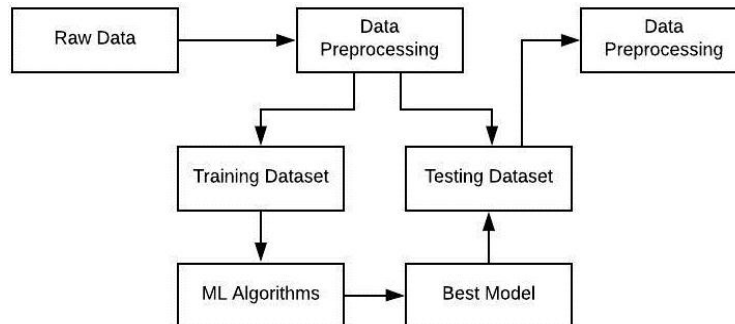 Raw Data
Data
Preprocessing
Data
Preprocessing
Training Dataset
Testing Dataset
ML Algorithms
Best Model